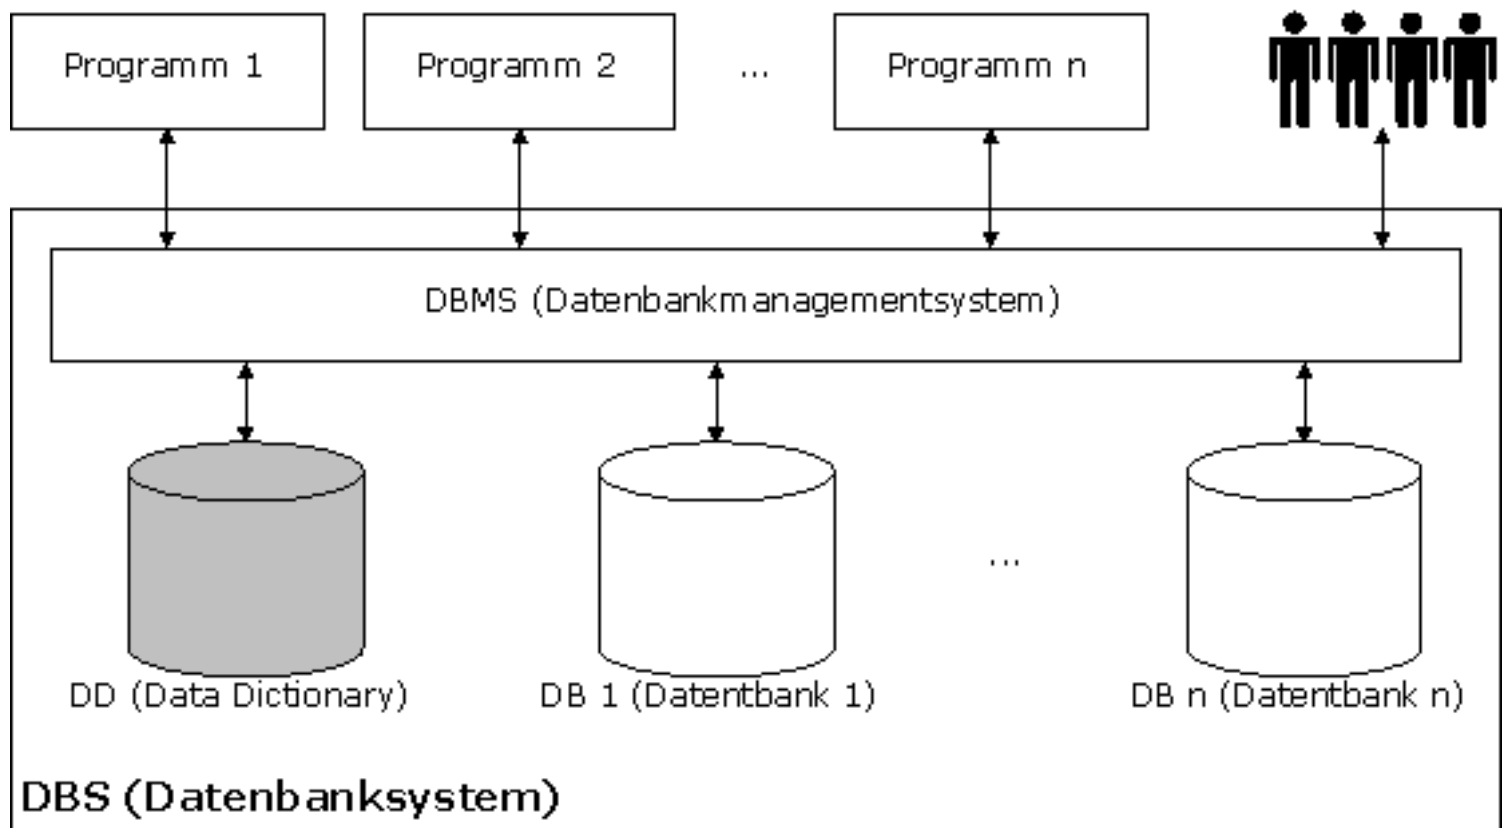 Programm 1
Programm 2
...
Programm n
DBMS (Datenbankmanagementsystem)
...
DD (Data Dictionary)
DB 1 (Datentbank 1)
DB n (Datentbank n)
DBS (Datenbanksystem)